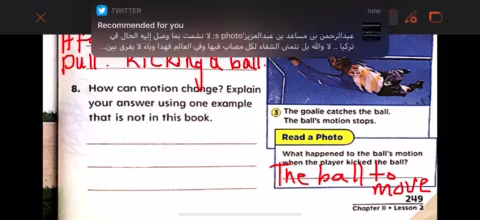 TWITTER
now
Recommended for you
عبدالرحمن بن مساعد بن عبدالعزيز's photo: لا نشمت بما وصل إليه الحال في
تركيا .. لا والله بل نتمنى الشفاء لكل مصاب فيها وفي العالم فهذا وباء لا يفرق بين...
Pull. Kicking a ball.
8. How can motion change? Explain
your answer using one example
that is not in this book.
3 The goalie catches the ball.
The ball's motion stops.
Read a Photo
What happened to the ball's motion
when the player kicked the ball?
The ball to
move
249
Chapter 11 • Lesson 2